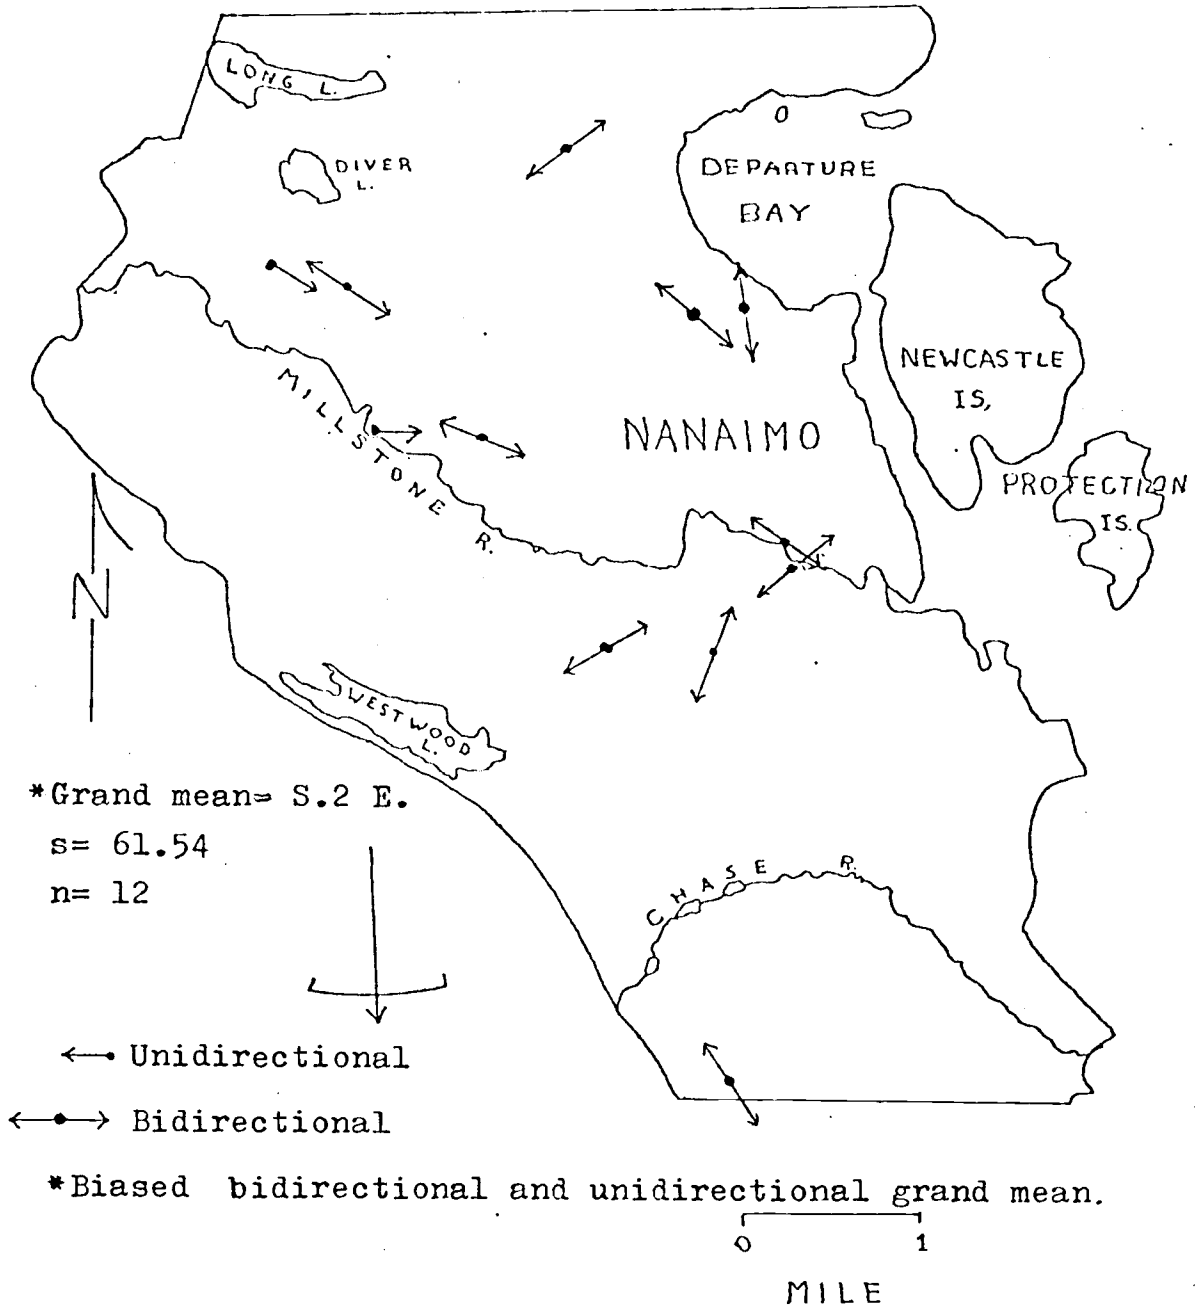 LONG L.
DIVER
L.
DEPARTURE
BAY
NEWCASTLE
IS,
MILLSTONE R.
NANAIMO
PROTECTION
IS.
N
WESTWOOD
L.
*Grand mean= S.2 E.
s= 61.54
n= 12
CHASE R.
Unidirectional
Bidirectional
*Biased bidirectional and unidirectional grand mean.
0 1
MILE